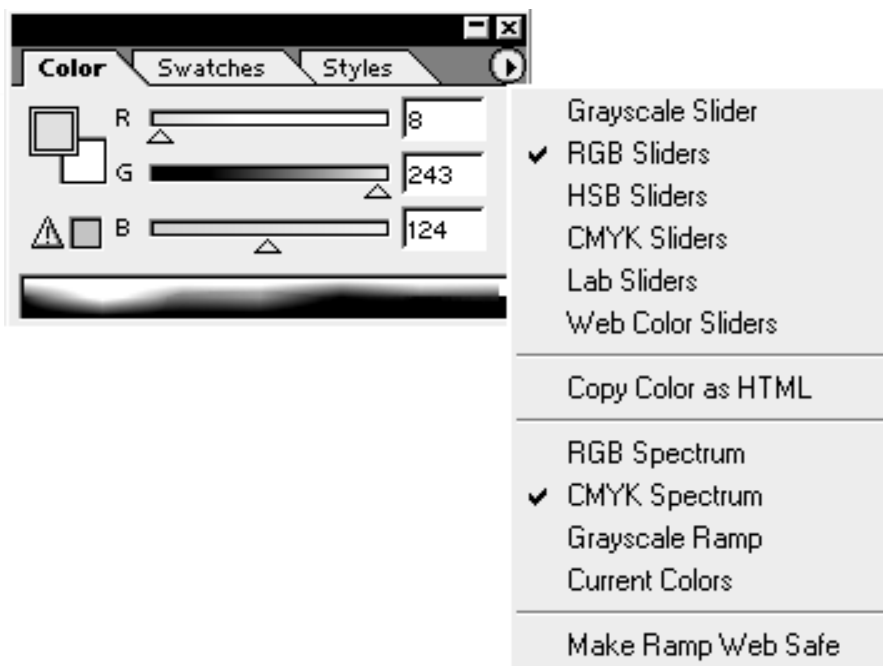 Color Swatches Styles
R 8
G 243
B 124
Grayscale Slider
✔ RGB Sliders
HSB Sliders
CMYK Sliders
Lab Sliders
Web Color Sliders
Copy Color as HTML
RGB Spectrum
✔ CMYK Spectrum
Grayscale Ramp
Current Colors
Make Ramp Web Safe